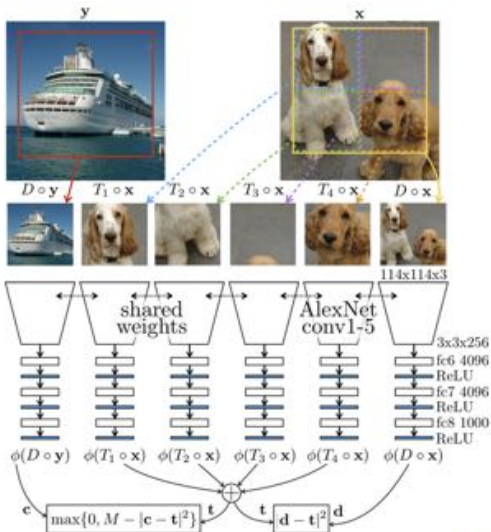 y x
D ∘ y T₁ ∘ x T₂ ∘ x T₃ ∘ x T₄ ∘ x D ∘ x
114x114x3
shared weights
AlexNet conv1-5
3x3x256
fc6 4096
ReLU
fc7 4096
ReLU
fc8 1000
ReLU
ϕ(D ∘ y) ϕ(T₁ ∘ x) ϕ(T₂ ∘ x) ϕ(T₃ ∘ x) ϕ(T₄ ∘ x) ϕ(D ∘ x)
c t t d
max{0, M − |c − t|²} |d − t|²